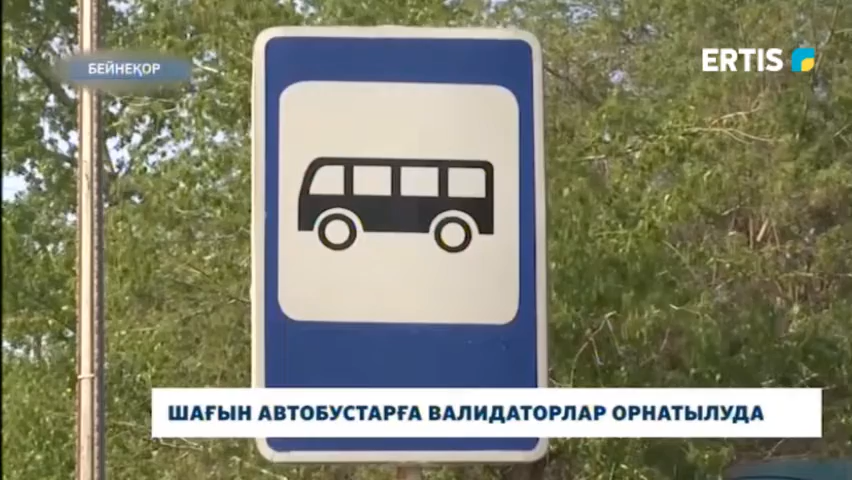 БЕЙНЕҚОР
ERTIS
ШАҒЫН АВТОБУСТАРҒА ВАЛИДАТОРЛАР ОРНАТЫЛУДА